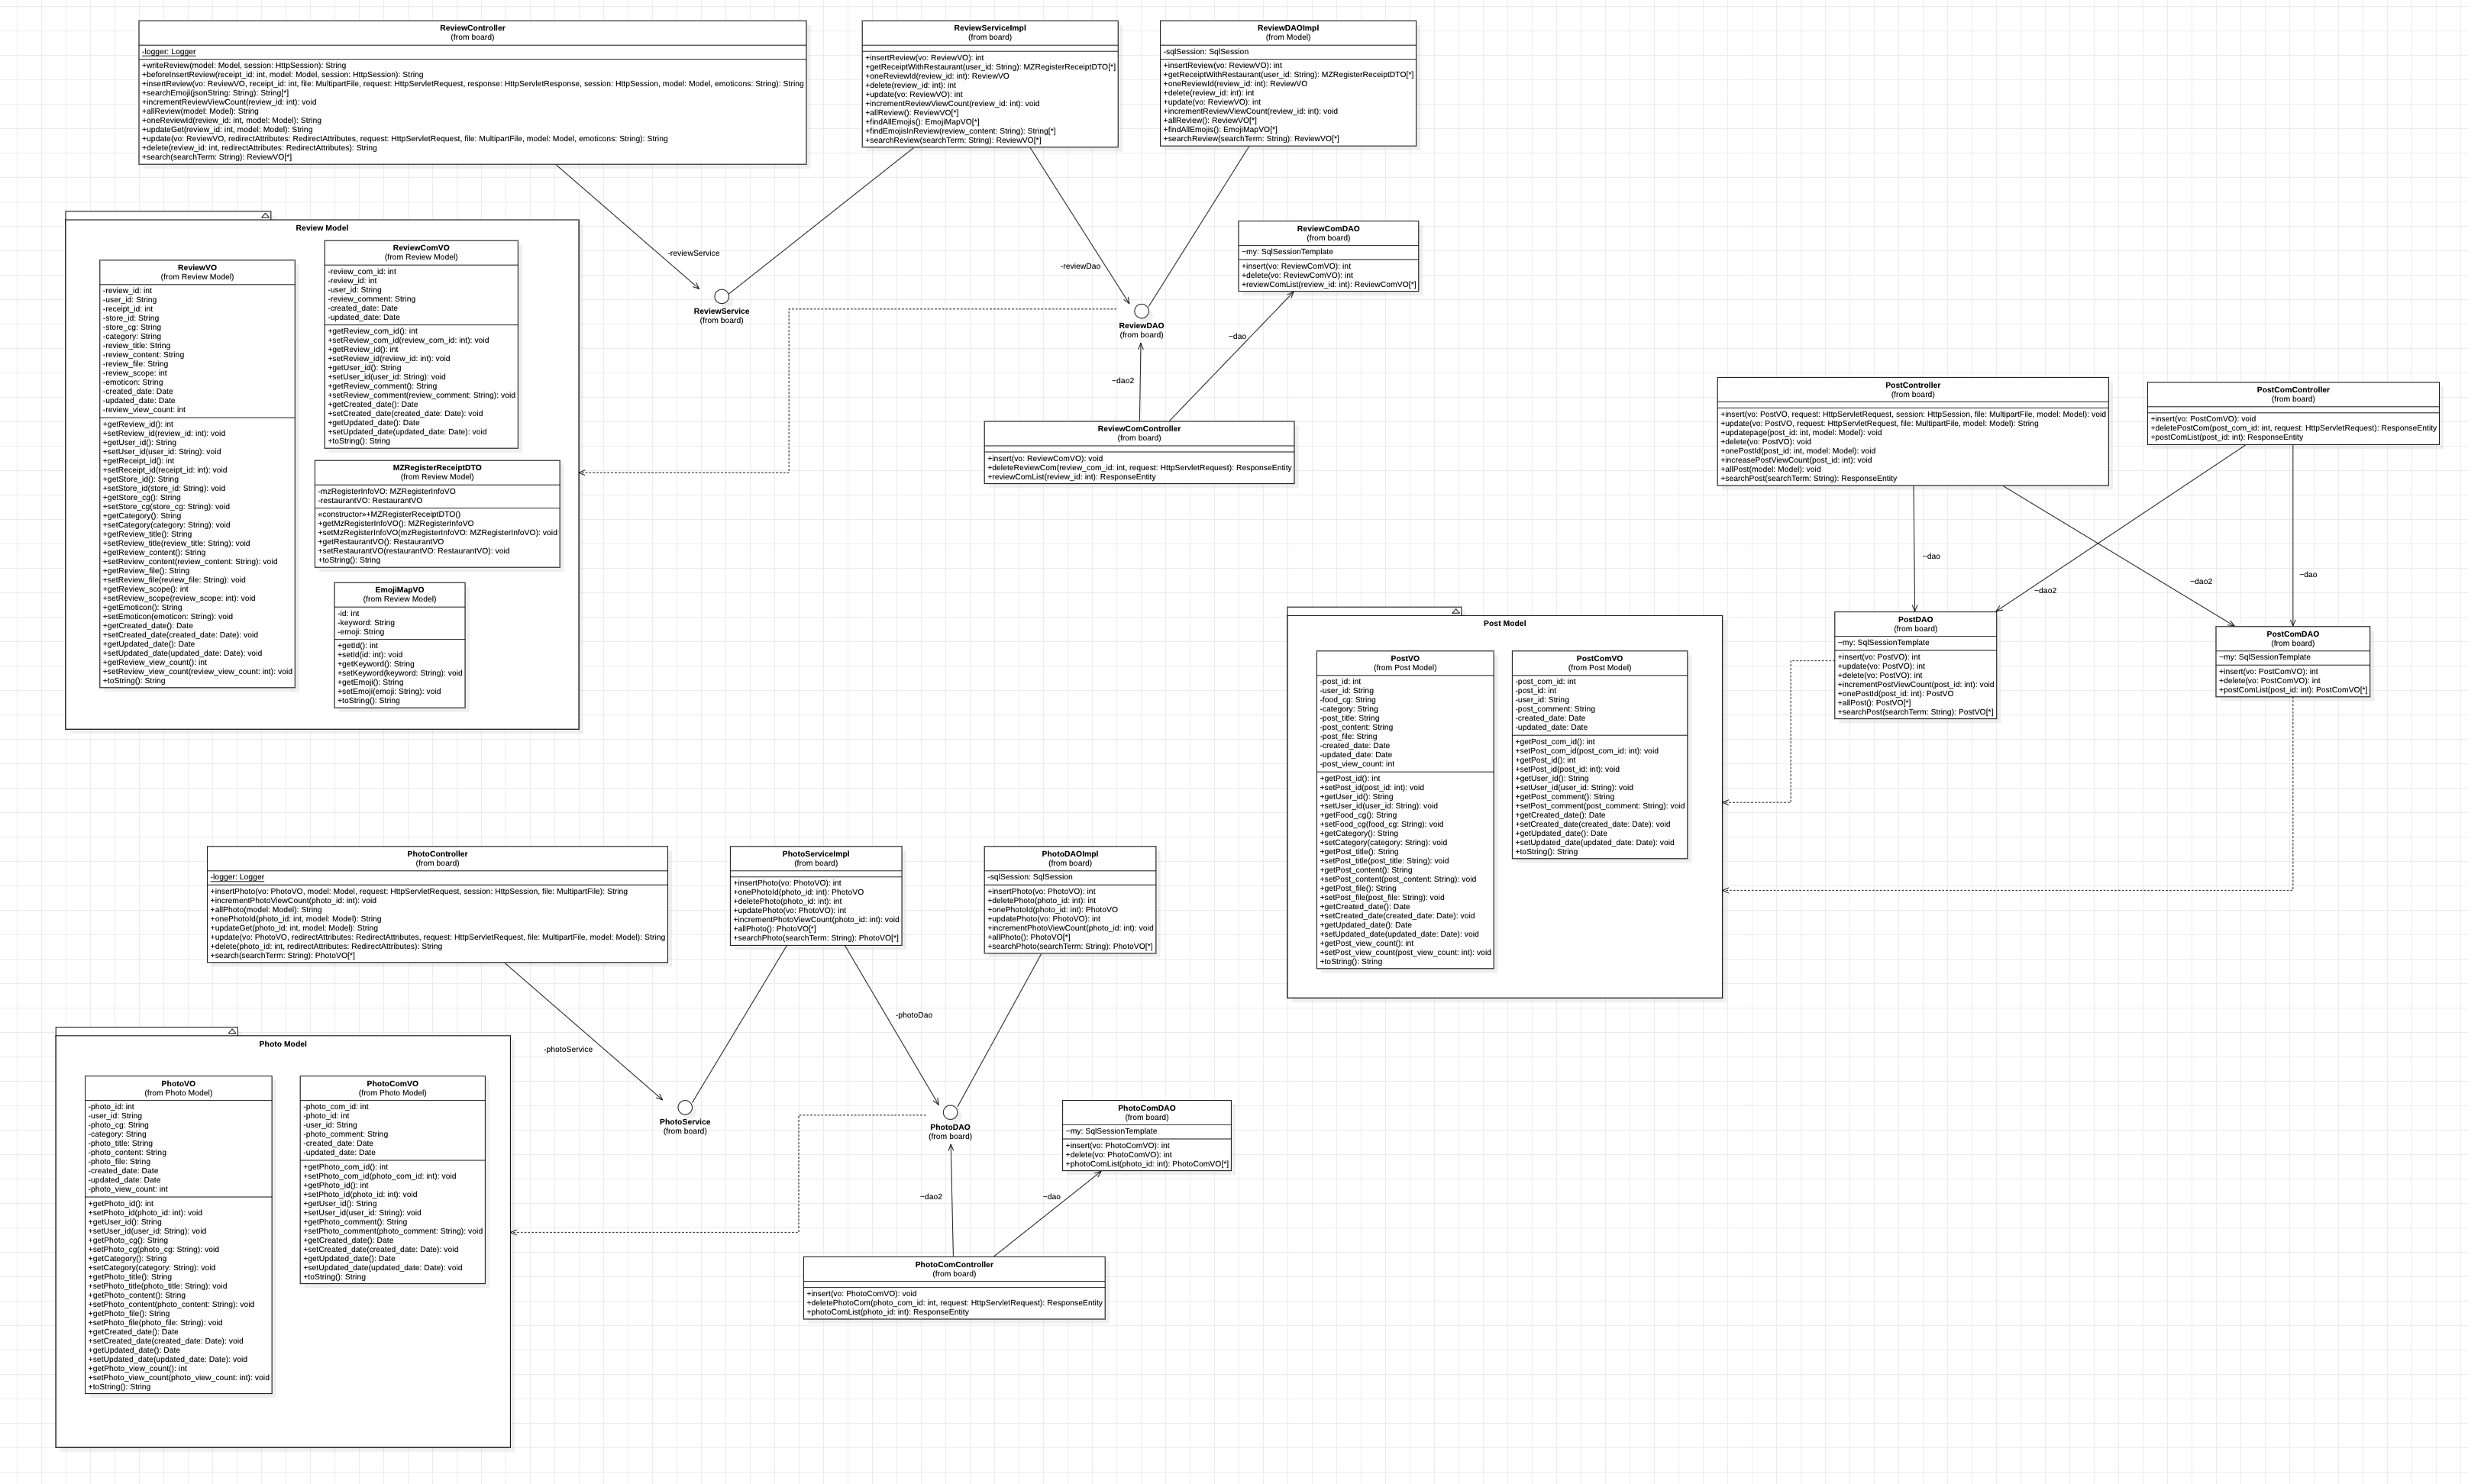 ReviewController
(from board)
-logger: Logger
+writeReview(model: Model, session: HttpSession): String
+beforeInsertReview(receipt_id: int, model: Model, session: HttpSession): String
+insertReview(vo: ReviewVO, receipt_id: int, file: MultipartFile, request: HttpServletRequest, response: HttpServletResponse, session: HttpSession, model: Model, emoticons: String): String
+searchEmoji(jsonString: String): String[*]
+incrementReviewViewCount(review_id: int): void
+allReview(model: Model): String
+oneReviewId(review_id: int, model: Model): String
+updateGet(review_id: int, model: Model): String
+update(vo: ReviewVO, redirectAttributes: RedirectAttributes, request: HttpServletRequest, file: MultipartFile, model: Model, emoticons: String): String
+delete(review_id: int, redirectAttributes: RedirectAttributes): String
+search(searchTerm: String): ReviewVO[*]
ReviewServiceImpl
(from board)
+insertReview(vo: ReviewVO): int
+getReceiptWithRestaurant(user_id: String): MZRegisterReceiptDTO[*]
+oneReviewId(review_id: int): ReviewVO
+delete(review_id: int): int
+update(vo: ReviewVO): int
+incrementReviewViewCount(review_id: int): void
+allReview(): ReviewVO[*]
+findAllEmojis(): EmojiMapVO[*]
+findEmojisInReview(review_content: String): String[*]
+searchReview(searchTerm: String): ReviewVO[*]
ReviewDAOImpl
(from Model)
-sqlSession: SqlSession
+insertReview(vo: ReviewVO): int
+getReceiptWithRestaurant(user_id: String): MZRegisterReceiptDTO[*]
+oneReviewId(review_id: int): ReviewVO
+delete(review_id: int): int
+update(vo: ReviewVO): int
+incrementReviewViewCount(review_id: int): void
+allReview(): ReviewVO[*]
+findAllEmojis(): EmojiMapVO[*]
+searchReview(searchTerm: String): ReviewVO[*]
-reviewService
-reviewDao
ReviewService
(from board)
ReviewDAO
(from board)
ReviewComDAO
(from board)
~my: SqlSessionTemplate
+insert(vo: ReviewComVO): int
+delete(vo: ReviewComVO): int
+reviewComList(review_id: int): ReviewComVO[*]
~dao
~dao2
ReviewComController
(from board)
+insert(vo: ReviewComVO): void
+deleteReviewCom(review_com_id: int, request: HttpServletRequest): ResponseEntity
+reviewComList(review_id: int): ResponseEntity
Review Model
ReviewVO
(from Review Model)
-review_id: int
-user_id: String
-receipt_id: int
-store_id: String
-store_cg: String
-category: String
-review_title: String
-review_content: String
-review_file: String
-review_scope: int
-emoticon: String
-created_date: Date
-updated_date: Date
-review_view_count: int
+getReview_id(): int
+setReview_id(review_id: int): void
+getUser_id(): String
+setUser_id(user_id: String): void
+getReceipt_id(): int
+setReceipt_id(receipt_id: int): void
+getStore_id(): String
+setStore_id(store_id: String): void
+getStore_cg(): String
+setStore_cg(store_cg: String): void
+getCategory(): String
+setCategory(category: String): void
+getReview_title(): String
+setReview_title(review_title: String): void
+getReview_content(): String
+setReview_content(review_content: String): void
+getReview_file(): String
+setReview_file(review_file: String): void
+getReview_scope(): int
+setReview_scope(review_scope: int): void
+getEmoticon(): String
+setEmoticon(emoticon: String): void
+getCreated_date(): Date
+setCreated_date(created_date: Date): void
+getUpdated_date(): Date
+setUpdated_date(updated_date: Date): void
+getReview_view_count(): int
+setReview_view_count(review_view_count: int): void
+toString(): String
ReviewComVO
(from Review Model)
-review_com_id: int
-review_id: int
-user_id: String
-review_comment: String
-created_date: Date
-updated_date: Date
+getReview_com_id(): int
+setReview_com_id(review_com_id: int): void
+getReview_id(): int
+setReview_id(review_id: int): void
+getUser_id(): String
+setUser_id(user_id: String): void
+getReview_comment(): String
+setReview_comment(review_comment: String): void
+getCreated_date(): Date
+setCreated_date(created_date: Date): void
+getUpdated_date(): Date
+setUpdated_date(updated_date: Date): void
+toString(): String
MZRegisterReceiptDTO
(from Review Model)
-mzRegisterInfoVO: MZRegisterInfoVO
-restaurantVO: RestaurantVO
«constructor»+MZRegisterReceiptDTO()
+getMzRegisterInfoVO(): MZRegisterInfoVO
+setMzRegisterInfoVO(mzRegisterInfoVO: MZRegisterInfoVO): void
+getRestaurantVO(): RestaurantVO
+setRestaurantVO(restaurantVO: RestaurantVO): void
+toString(): String
EmojiMapVO
(from Review Model)
-id: int
-keyword: String
-emoji: String
+getId(): int
+setId(id: int): void
+getKeyword(): String
+setKeyword(keyword: String): void
+getEmoji(): String
+setEmoji(emoji: String): void
+toString(): String
PostController
(from board)
+insert(vo: PostVO, request: HttpServletRequest, session: HttpSession, file: MultipartFile, model: Model): void
+update(vo: PostVO, request: HttpServletRequest, file: MultipartFile, model: Model): String
+updatepage(post_id: int, model: Model): void
+delete(vo: PostVO): void
+onePostId(post_id: int, model: Model): void
+increasePostViewCount(post_id: int): void
+allPost(model: Model): void
+searchPost(searchTerm: String): ResponseEntity
PostComController
(from board)
+insert(vo: PostComVO): void
+deletePostCom(post_com_id: int, request: HttpServletRequest): ResponseEntity
+postComList(post_id: int): ResponseEntity
~dao
~dao2
~dao
~dao2
PostDAO
(from board)
~my: SqlSessionTemplate
+insert(vo: PostVO): int
+update(vo: PostVO): int
+delete(vo: PostVO): int
+incrementPostViewCount(post_id: int): void
+onePostId(post_id: int): PostVO
+allPost(): PostVO[*]
+searchPost(searchTerm: String): PostVO[*]
PostComDAO
(from board)
~my: SqlSessionTemplate
+insert(vo: PostComVO): int
+delete(vo: PostComVO): int
+postComList(post_id: int): PostComVO[*]
Post Model
PostVO
(from Post Model)
-post_id: int
-user_id: String
-food_cg: String
-category: String
-post_title: String
-post_content: String
-post_file: String
-created_date: Date
-updated_date: Date
-post_view_count: int
+getPost_id(): int
+setPost_id(post_id: int): void
+getUser_id(): String
+setUser_id(user_id: String): void
+getFood_cg(): String
+setFood_cg(food_cg: String): void
+getCategory(): String
+setCategory(category: String): void
+getPost_title(): String
+setPost_title(post_title: String): void
+getPost_content(): String
+setPost_content(post_content: String): void
+getPost_file(): String
+setPost_file(post_file: String): void
+getCreated_date(): Date
+setCreated_date(created_date: Date): void
+getUpdated_date(): Date
+setUpdated_date(updated_date: Date): void
+getPost_view_count(): int
+setPost_view_count(post_view_count: int): void
+toString(): String
PostComVO
(from Post Model)
-post_com_id: int
-post_id: int
-user_id: String
-post_comment: String
-created_date: Date
-updated_date: Date
+getPost_com_id(): int
+setPost_com_id(post_com_id: int): void
+getPost_id(): int
+setPost_id(post_id: int): void
+getUser_id(): String
+setUser_id(user_id: String): void
+getPost_comment(): String
+setPost_comment(post_comment: String): void
+getCreated_date(): Date
+setCreated_date(created_date: Date): void
+getUpdated_date(): Date
+setUpdated_date(updated_date: Date): void
+toString(): String
PhotoController
(from board)
-logger: Logger
+insertPhoto(vo: PhotoVO, model: Model, request: HttpServletRequest, session: HttpSession, file: MultipartFile): String
+incrementPhotoViewCount(photo_id: int): void
+allPhoto(model: Model): String
+onePhotoId(photo_id: int, model: Model): String
+updateGet(photo_id: int, model: Model): String
+update(vo: PhotoVO, redirectAttributes: RedirectAttributes, request: HttpServletRequest, file: MultipartFile, model: Model): String
+delete(photo_id: int, redirectAttributes: RedirectAttributes): String
+search(searchTerm: String): PhotoVO[*]
PhotoServiceImpl
(from board)
+insertPhoto(vo: PhotoVO): int
+onePhotoId(photo_id: int): PhotoVO
+deletePhoto(photo_id: int): int
+updatePhoto(vo: PhotoVO): int
+incrementPhotoViewCount(photo_id: int): void
+allPhoto(): PhotoVO[*]
+searchPhoto(searchTerm: String): PhotoVO[*]
PhotoDAOImpl
(from board)
-sqlSession: SqlSession
+insertPhoto(vo: PhotoVO): int
+deletePhoto(photo_id: int): int
+onePhotoId(photo_id: int): PhotoVO
+updatePhoto(vo: PhotoVO): int
+incrementPhotoViewCount(photo_id: int): void
+allPhoto(): PhotoVO[*]
+searchPhoto(searchTerm: String): PhotoVO[*]
-photoDao
-photoService
PhotoService
(from board)
PhotoDAO
(from board)
PhotoComDAO
(from board)
~my: SqlSessionTemplate
+insert(vo: PhotoComVO): int
+delete(vo: PhotoComVO): int
+photoComList(photo_id: int): PhotoComVO[*]
~dao2
~dao
PhotoComController
(from board)
+insert(vo: PhotoComVO): void
+deletePhotoCom(photo_com_id: int, request: HttpServletRequest): ResponseEntity
+photoComList(photo_id: int): ResponseEntity
Photo Model
PhotoVO
(from Photo Model)
-photo_id: int
-user_id: String
-photo_cg: String
-category: String
-photo_title: String
-photo_content: String
-photo_file: String
-created_date: Date
-updated_date: Date
-photo_view_count: int
+getPhoto_id(): int
+setPhoto_id(photo_id: int): void
+getUser_id(): String
+setUser_id(user_id: String): void
+getPhoto_cg(): String
+setPhoto_cg(photo_cg: String): void
+getCategory(): String
+setCategory(category: String): void
+getPhoto_title(): String
+setPhoto_title(photo_title: String): void
+getPhoto_content(): String
+setPhoto_content(photo_content: String): void
+getPhoto_file(): String
+setPhoto_file(photo_file: String): void
+getCreated_date(): Date
+setCreated_date(created_date: Date): void
+getUpdated_date(): Date
+setUpdated_date(updated_date: Date): void
+getPhoto_view_count(): int
+setPhoto_view_count(photo_view_count: int): void
+toString(): String
PhotoComVO
(from Photo Model)
-photo_com_id: int
-photo_id: int
-user_id: String
-photo_comment: String
-created_date: Date
-updated_date: Date
+getPhoto_com_id(): int
+setPhoto_com_id(photo_com_id: int): void
+getPhoto_id(): int
+setPhoto_id(photo_id: int): void
+getUser_id(): String
+setUser_id(user_id: String): void
+getPhoto_comment(): String
+setPhoto_comment(photo_comment: String): void
+getCreated_date(): Date
+setCreated_date(created_date: Date): void
+getUpdated_date(): Date
+setUpdated_date(updated_date: Date): void
+toString(): String